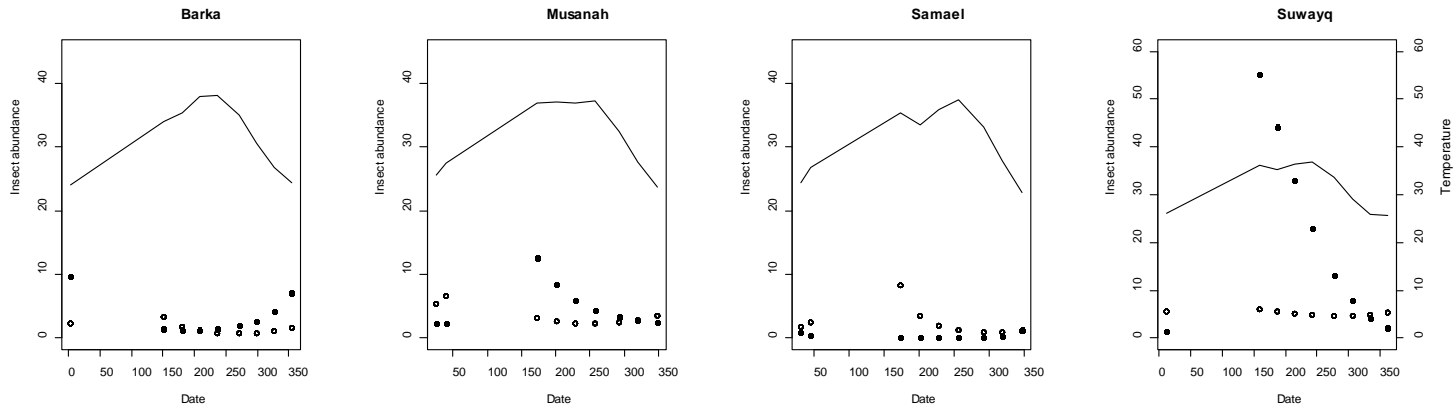 Barka
Musanah
Samael
Suwayq
Insect abundance
0 10 20 30 40
0 50 100 150 200 250 300 350
Date
Insect abundance
0 10 20 30 40
50 100 150 200 250 300 350
Date
Insect abundance
0 10 20 30 40
50 100 150 200 250 300 350
Date
Insect abundance
0 10 20 30 40 50 60
0 50 100 150 200 250 300 350
Date
0 10 20 30 40 50 60
Temperature